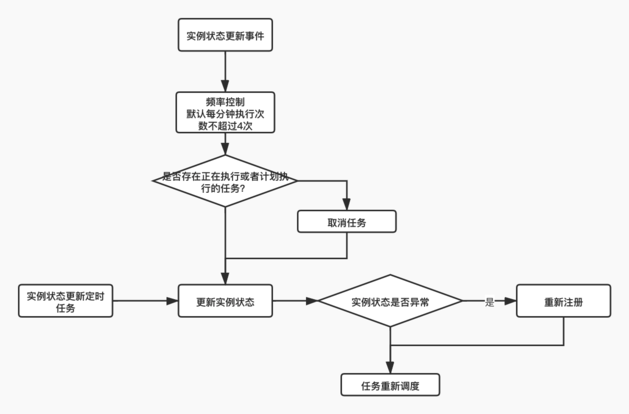 实例状态更新事件
频率控制
默认每分钟执行次
数不超过4次
是否存在正在执行或者计划执
行的任务?
取消任务
实例状态更新定时
任务
更新实例状态
实例状态是否异常
是
重新注册
任务重新调度